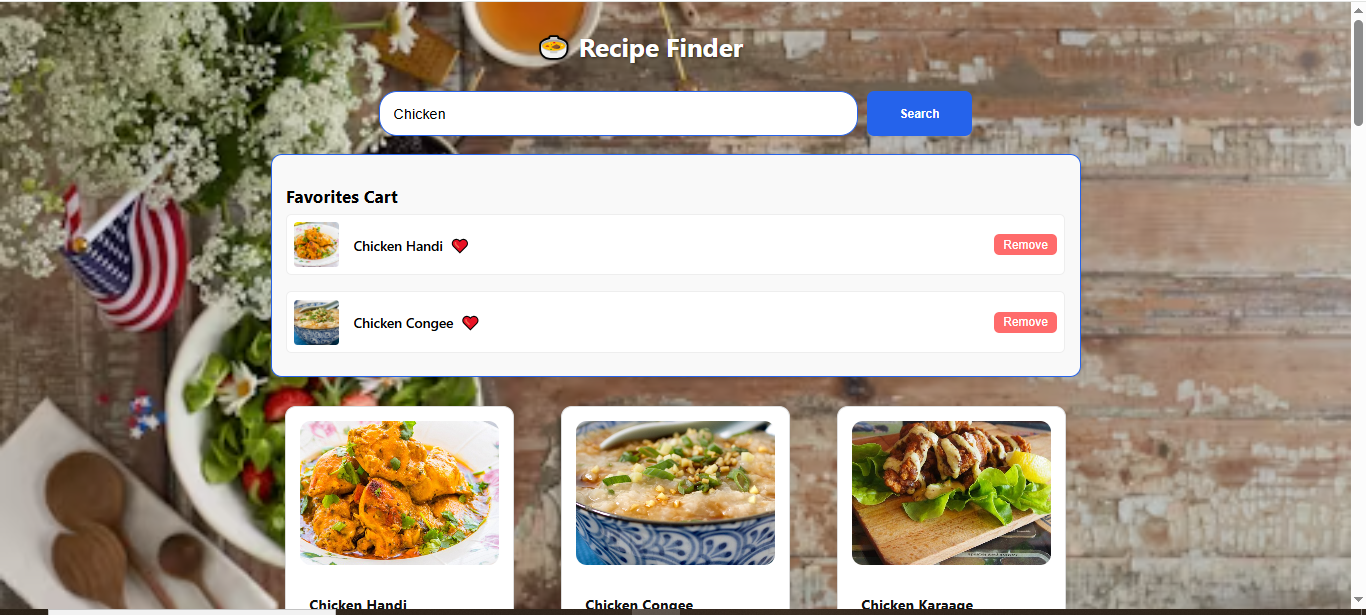 Recipe Finder
Chicken
Search
Favorites Cart
Chicken Handi
Remove
Chicken Congee
Remove
Chicken Handi
Chicken Congee
Chicken Karaage